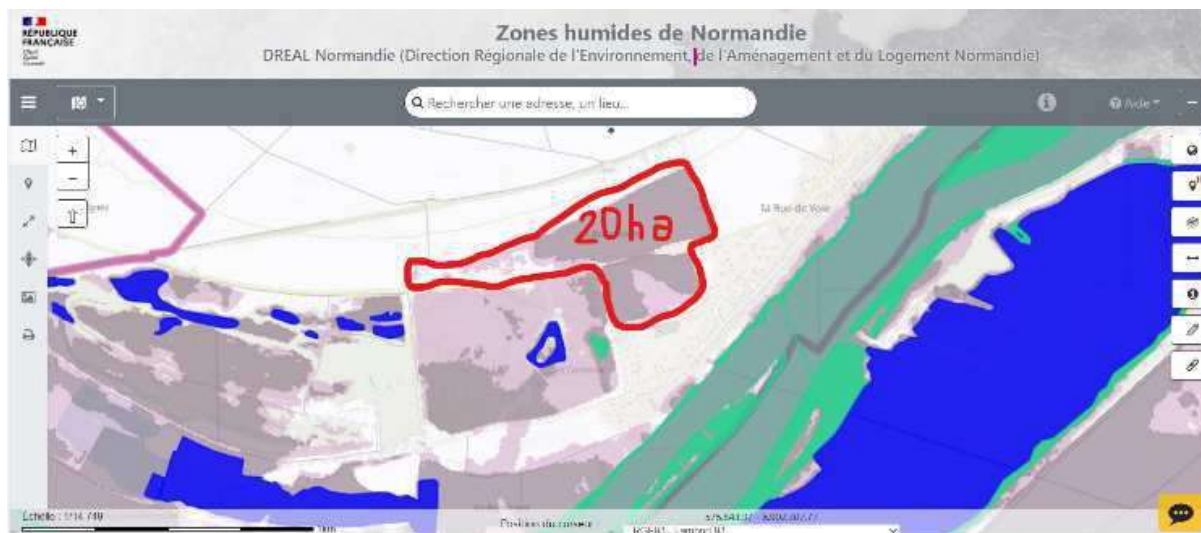 RÉPUBLIQUE
FRANÇAISE
Zones humides de Normandie
DREAL Normandie (Direction Régionale de l'Environnement, de l'Aménagement et du Logement Normandie)
Rechercher une adresse, un lieu...
Aide
20ha
la Rue de Voie
Position du curseur